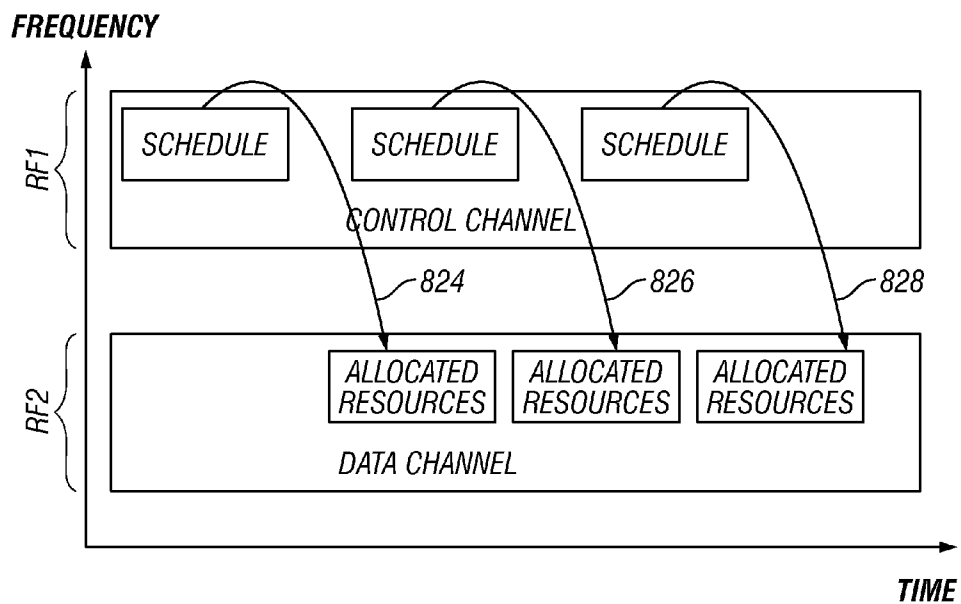 FREQUENCY
RF1
SCHEDULE
SCHEDULE
SCHEDULE
CONTROL CHANNEL
824
826
828
RF2
ALLOCATED
RESOURCES
ALLOCATED
RESOURCES
ALLOCATED
RESOURCES
DATA CHANNEL
TIME